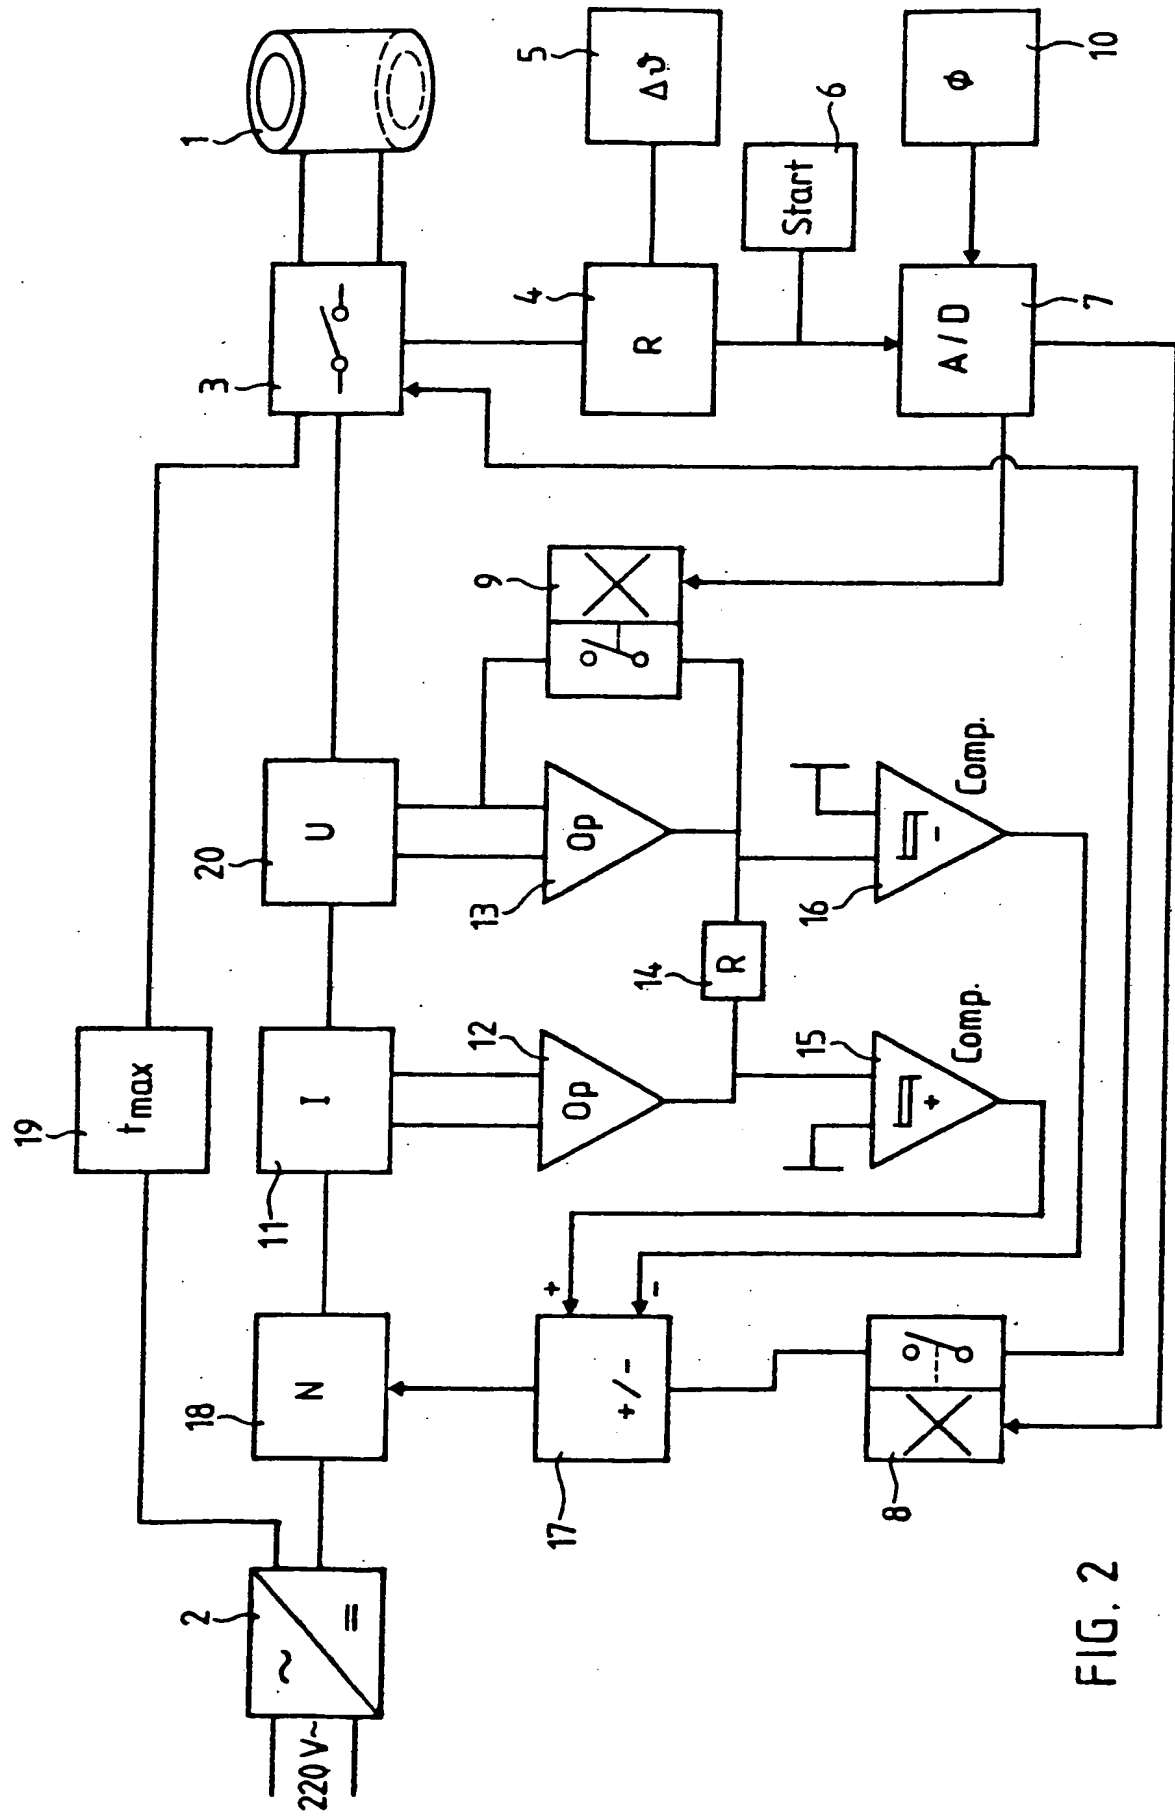 19
t max
2
~
=
220 V~
18
N
11
I
20
U
3
1
17
+/-
+
-
12
Op
13
Op
9
4
R
5
Δϑ
14
R
6
Start
8
15
+
Comp.
16
-
Comp.
A/D
7
Φ
10
FIG. 2